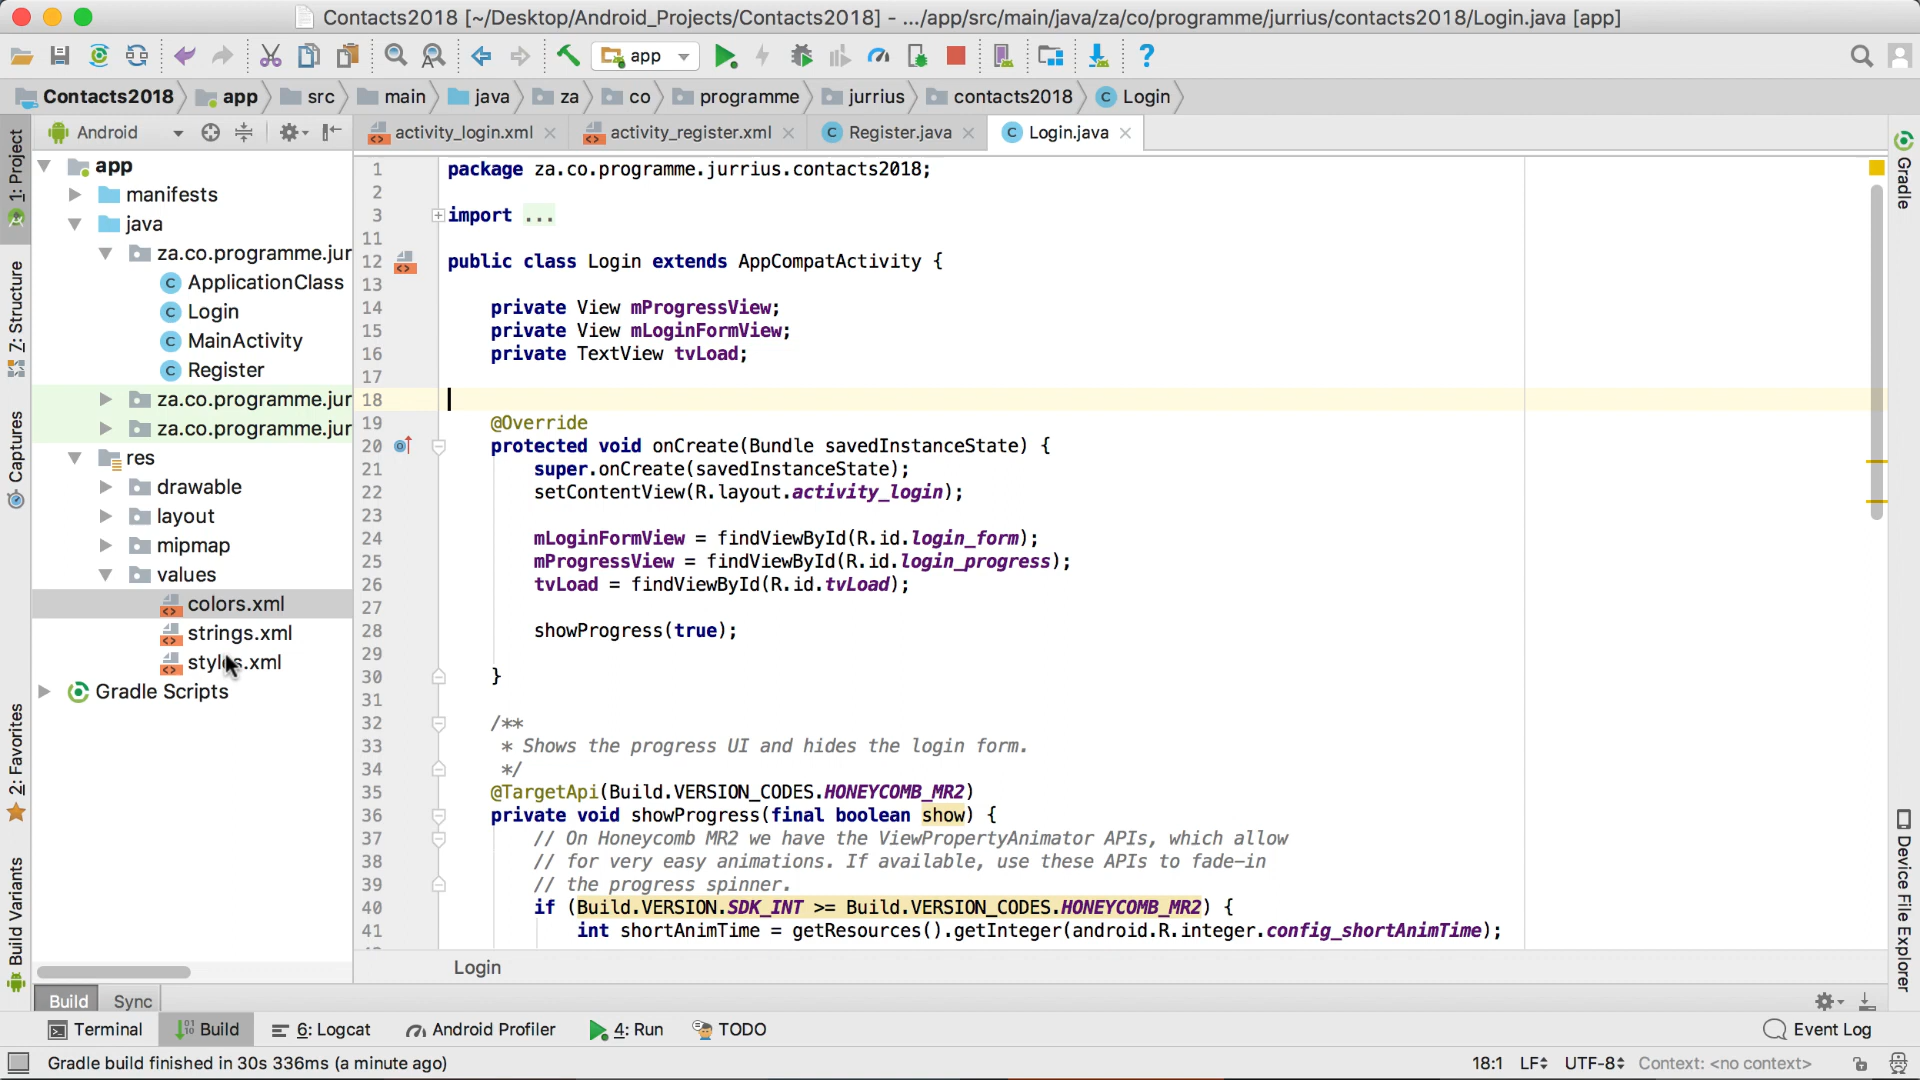 Contacts2018 [~/Desktop/Android_Projects/Contacts2018] - .../app/src/main/java/za/co/programme/jurrius/contacts2018/Login.java [app]
app
Contacts2018 app src main java za co programme jurrius contacts2018 Login
Android
activity_login.xml activity_register.xml Register.java Login.java
1: Project
Z: Structure
Captures
2: Favorites
Build Variants
app
manifests
java
za.co.programme.jur
ApplicationClass
Login
MainActivity
Register
za.co.programme.jur
za.co.programme.jur
res
drawable
layout
mipmap
values
colors.xml
strings.xml
styles.xml
Gradle Scripts
1 package za.co.programme.jurrius.contacts2018;
2
3 import ...
11
12 public class Login extends AppCompatActivity {
13
14 private View mProgressView;
15 private View mLoginFormView;
16 private TextView tvLoad;
17
18
19 @Override
20 protected void onCreate(Bundle savedInstanceState) {
21 super.onCreate(savedInstanceState);
22 setContentView(R.layout.activity_login);
23
24 mLoginFormView = findViewById(R.id.login_form);
25 mProgressView = findViewById(R.id.login_progress);
26 tvLoad = findViewById(R.id.tvLoad);
27
28 showProgress(true);
29
30 }
31
32 /**
33 * Shows the progress UI and hides the login form.
34 */
35 @TargetApi(Build.VERSION_CODES.HONEYCOMB_MR2)
36 private void showProgress(final boolean show) {
37 // On Honeycomb MR2 we have the ViewPropertyAnimator APIs, which allow
38 // for very easy animations. If available, use these APIs to fade-in
39 // the progress spinner.
40 if (Build.VERSION.SDK_INT >= Build.VERSION_CODES.HONEYCOMB_MR2) {
41 int shortAnimTime = getResources().getInteger(android.R.integer.config_shortAnimTime);
Login
Gradle
Device File Explorer
Build Sync
Terminal Build 6: Logcat Android Profiler 4: Run TODO Event Log
Gradle build finished in 30s 336ms (a minute ago) 18:1 LF UTF-8 Context: <no context>